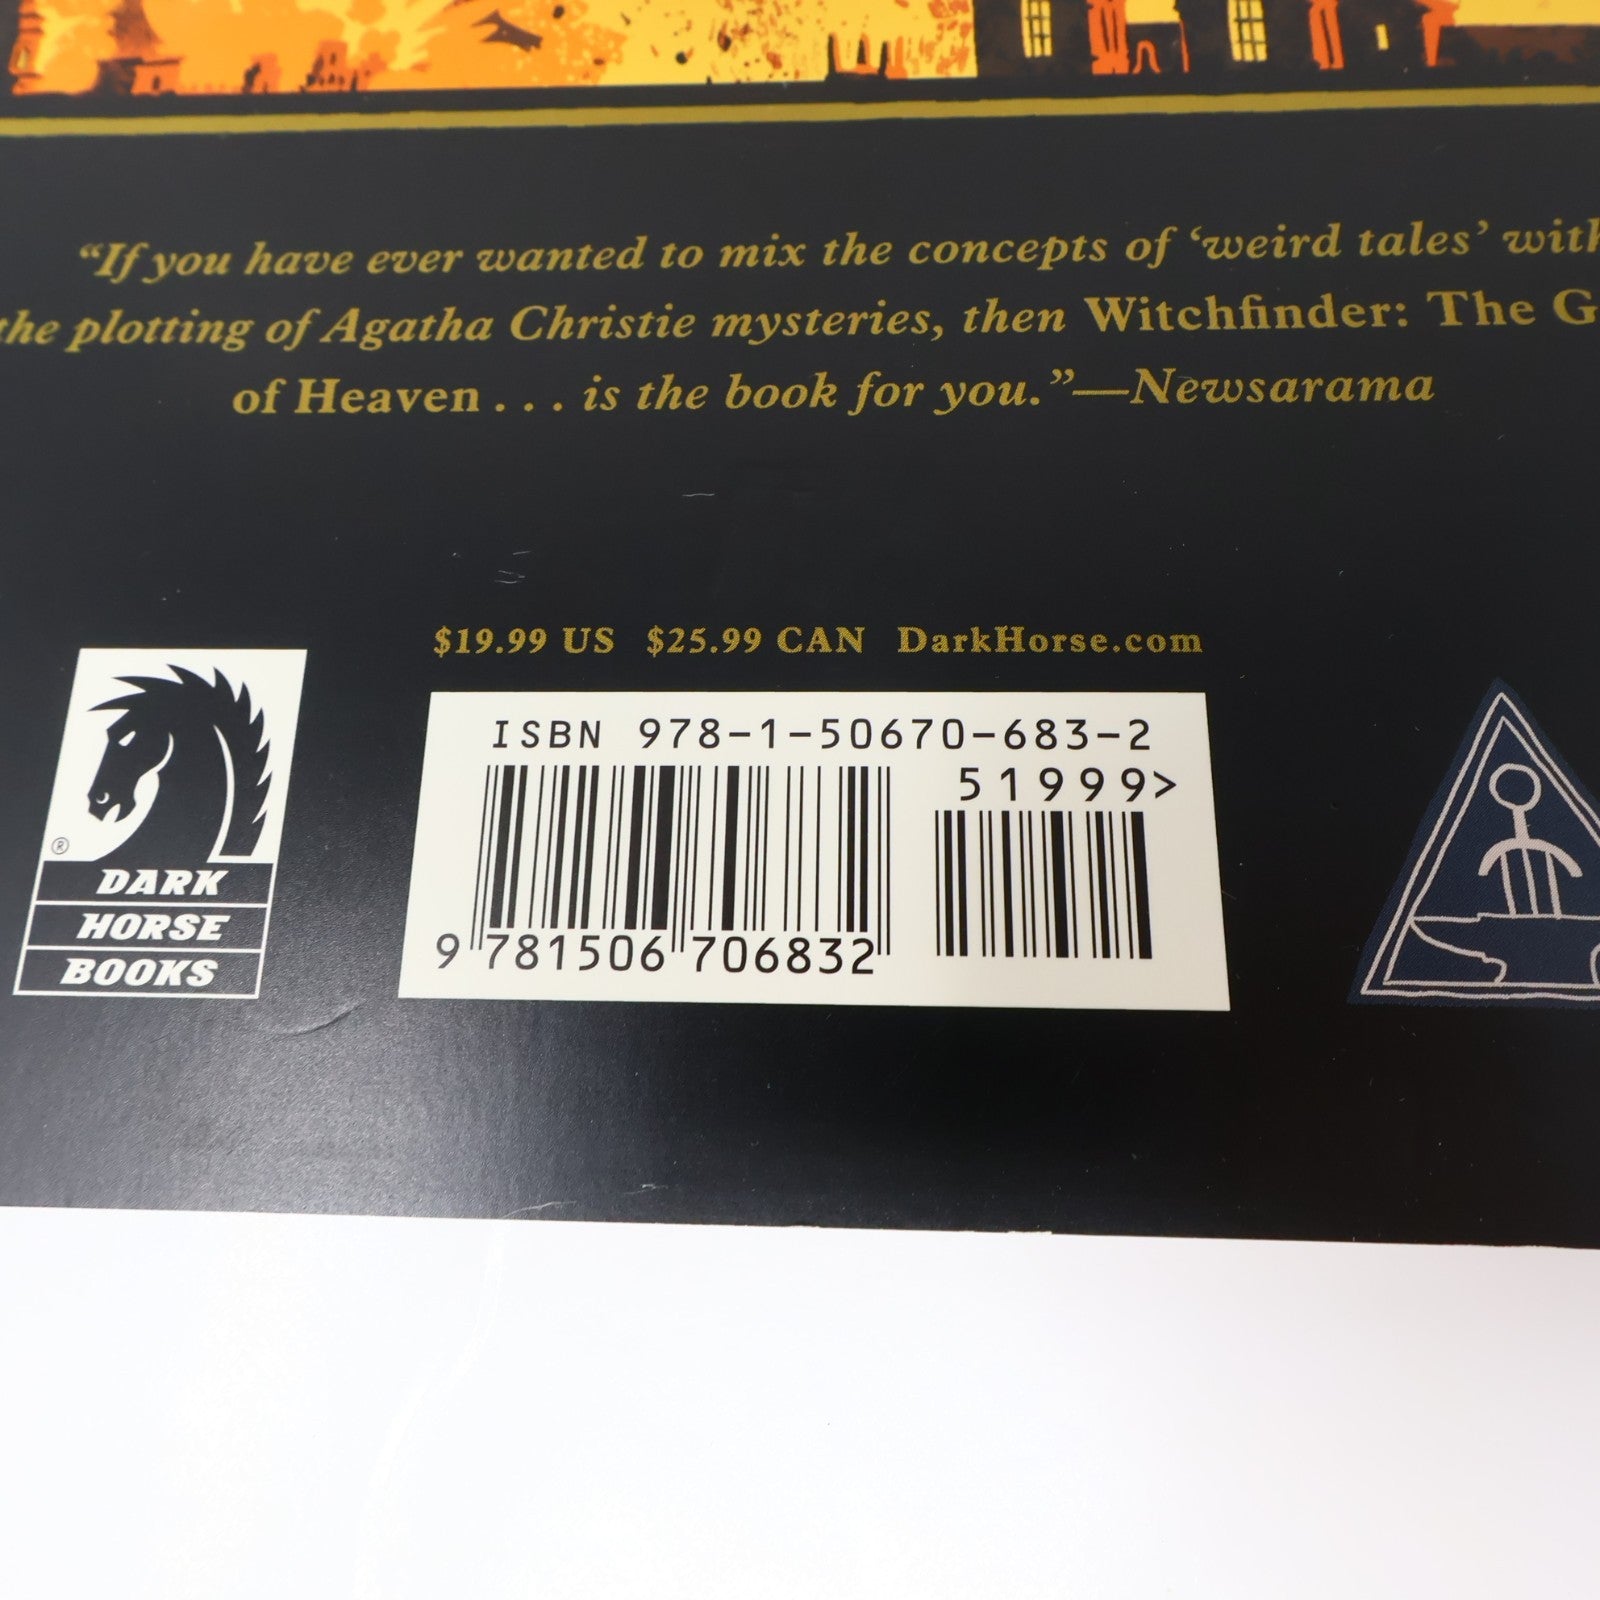 “If you have ever wanted to mix the concepts of ‘weird tales’ with
the plotting of Agatha Christie mysteries, then Witchfinder: The G
of Heaven . . . is the book for you.”—Newsarama
$19.99 US $25.99 CAN DarkHorse.com
ISBN 978-1-50670-683-2
51999>
9 781506 706832
®
DARK
HORSE
BOOKS